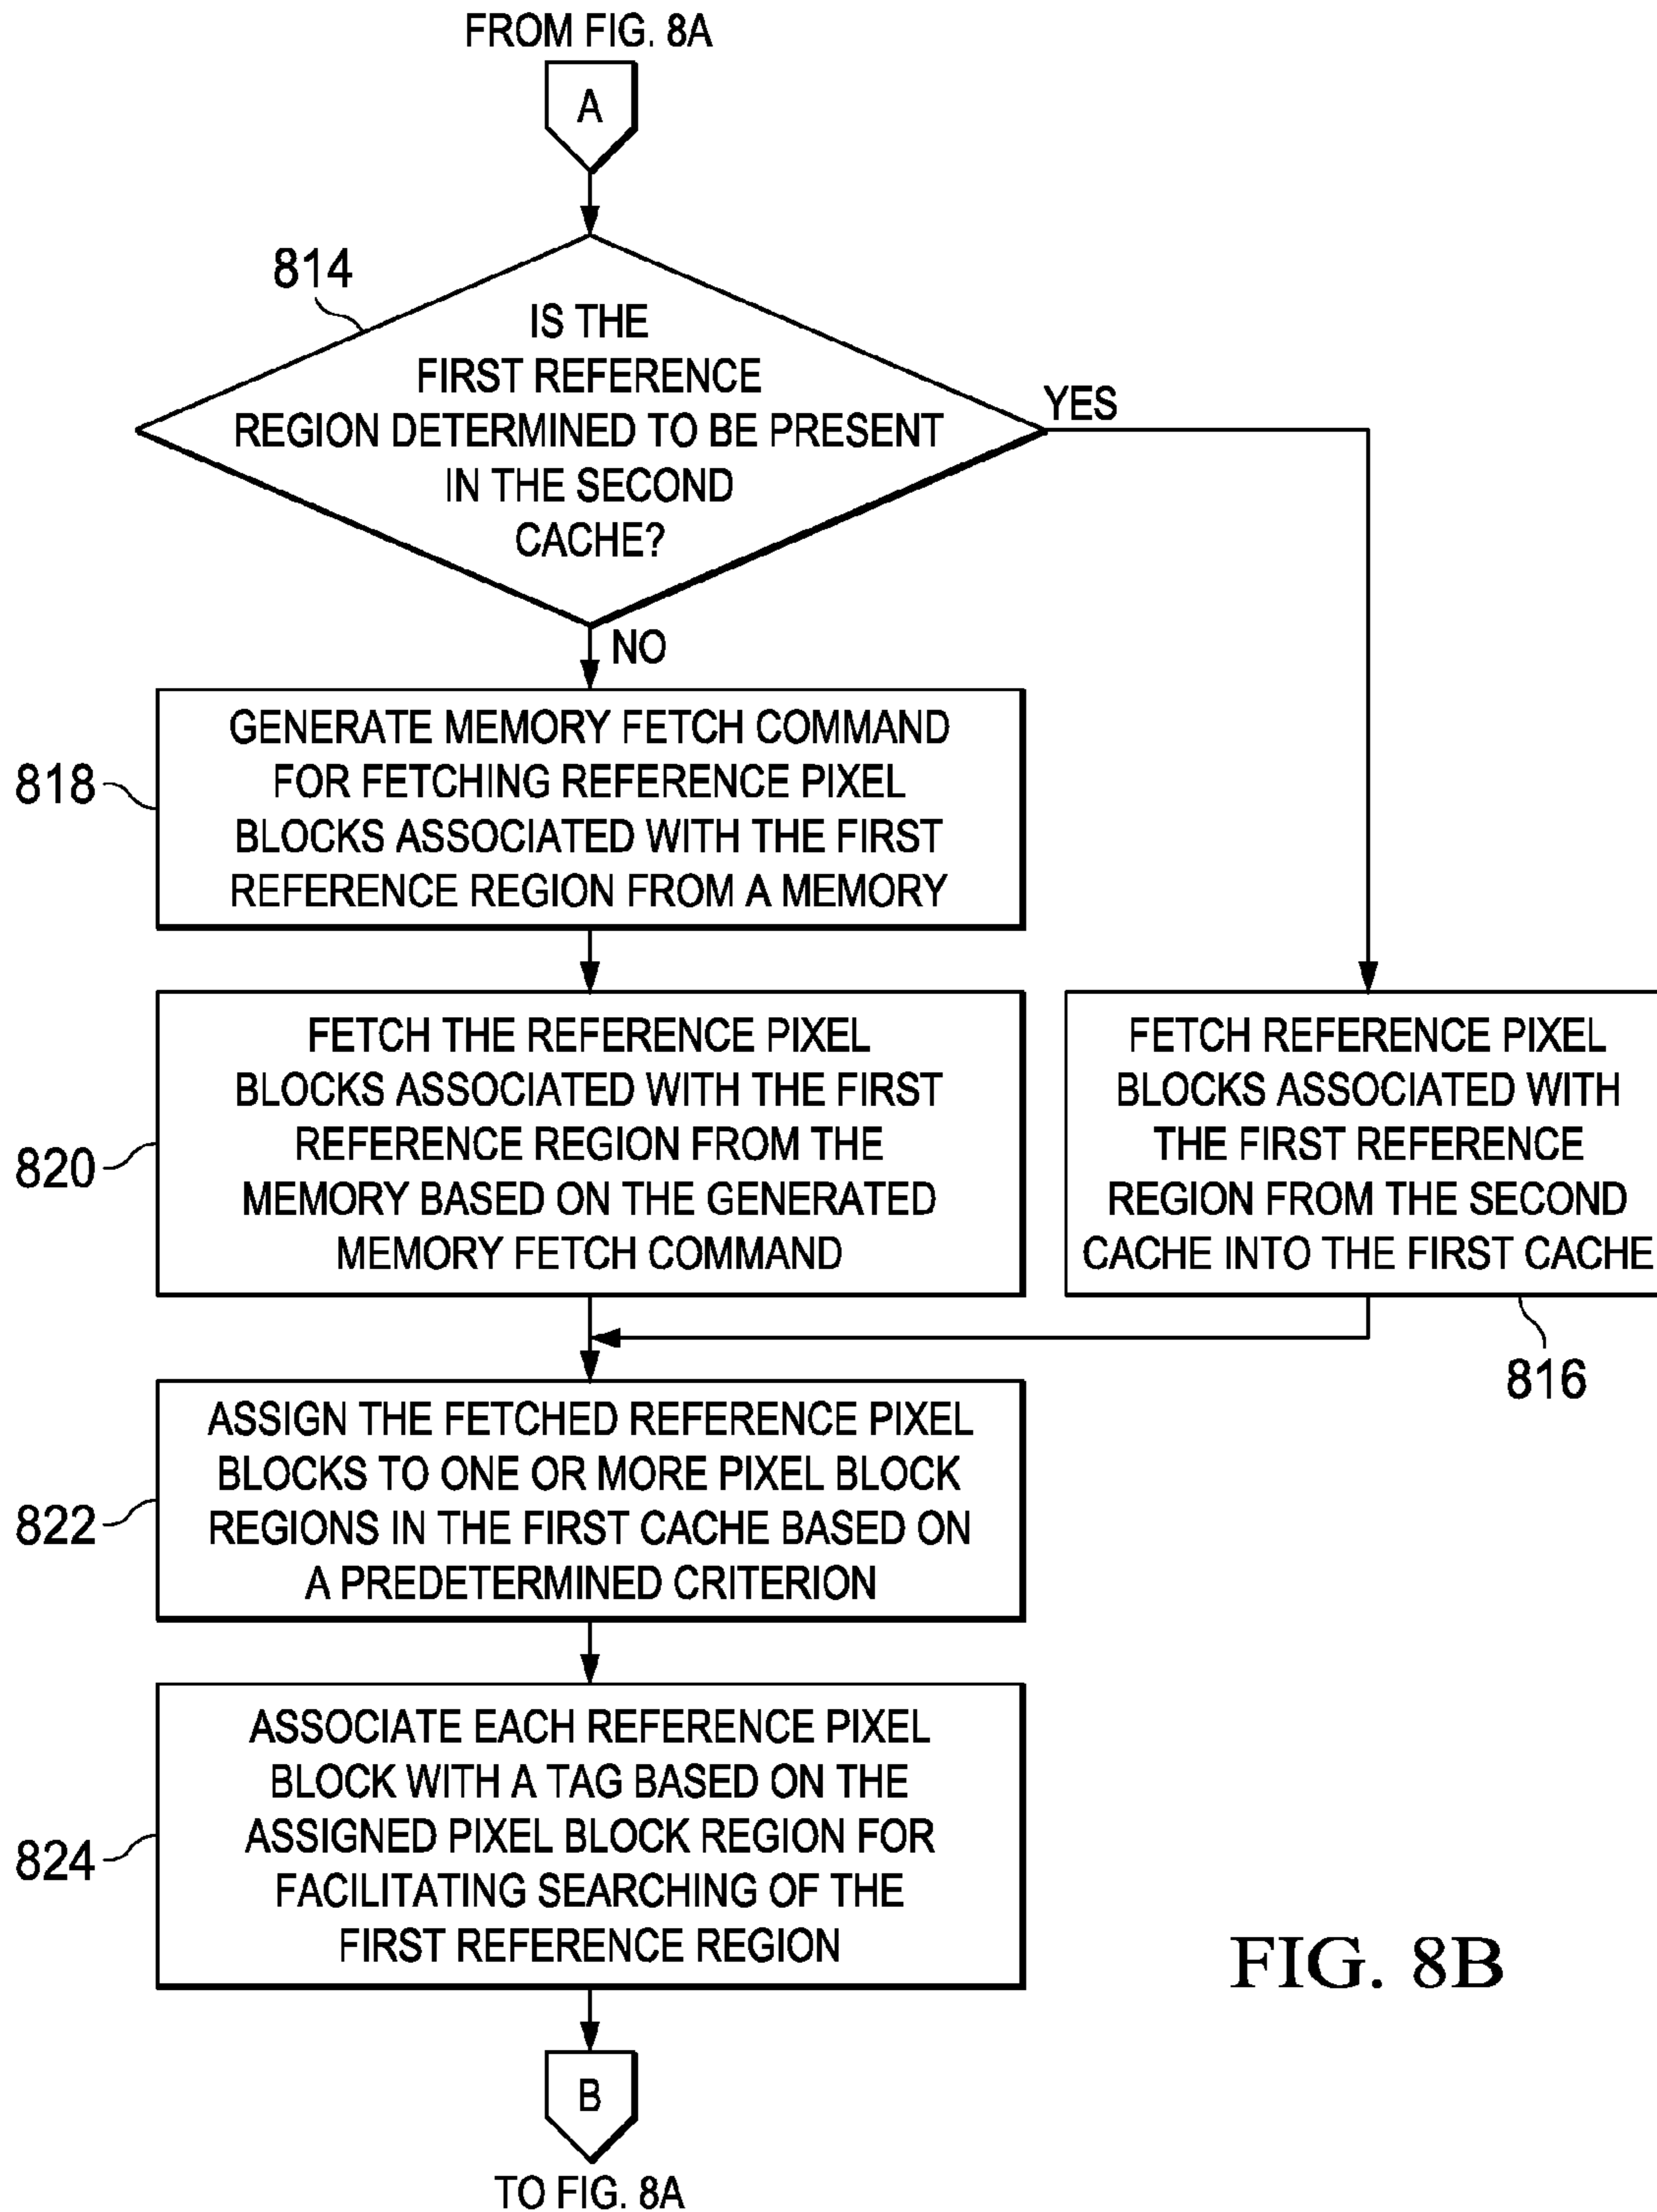 FROM FIG. 8A
A
814
IS THE
FIRST REFERENCE
REGION DETERMINED TO BE PRESENT
IN THE SECOND
CACHE?
YES
NO
818
GENERATE MEMORY FETCH COMMAND
FOR FETCHING REFERENCE PIXEL
BLOCKS ASSOCIATED WITH THE FIRST
REFERENCE REGION FROM A MEMORY
820
FETCH THE REFERENCE PIXEL
BLOCKS ASSOCIATED WITH THE FIRST
REFERENCE REGION FROM THE
MEMORY BASED ON THE GENERATED
MEMORY FETCH COMMAND
FETCH REFERENCE PIXEL
BLOCKS ASSOCIATED WITH
THE FIRST REFERENCE
REGION FROM THE SECOND
CACHE INTO THE FIRST CACHE
816
822
ASSIGN THE FETCHED REFERENCE PIXEL
BLOCKS TO ONE OR MORE PIXEL BLOCK
REGIONS IN THE FIRST CACHE BASED ON
A PREDETERMINED CRITERION
824
ASSOCIATE EACH REFERENCE PIXEL
BLOCK WITH A TAG BASED ON THE
ASSIGNED PIXEL BLOCK REGION FOR
FACILITATING SEARCHING OF THE
FIRST REFERENCE REGION
FIG. 8B
B
TO FIG. 8A